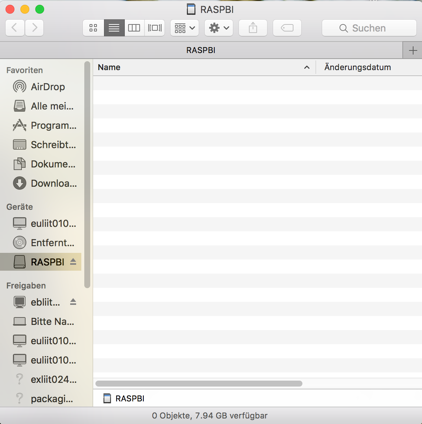 RASPBI
Suchen
RASPBI
Favoriten
AirDrop
Alle mei...
Program...
Schreibt...
Dokume...
Downloa...
Geräte
euliit010...
Entfernt...
RASPBI
Freigaben
ebliit...
Bitte Na...
euliit010...
euliit010...
exliit024...
packagi...
Name
Änderungsdatum
RASPBI
0 Objekte, 7.94 GB verfügbar